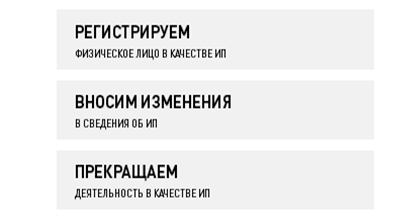 РЕГИСТРИРУЕМ
ФИЗИЧЕСКОЕ ЛИЦО В КАЧЕСТВЕ ИП
ВНОСИМ ИЗМЕНЕНИЯ
В СВЕДЕНИЯ ОБ ИП
ПРЕКРАЩАЕМ
ДЕЯТЕЛЬНОСТЬ В КАЧЕСТВЕ ИП